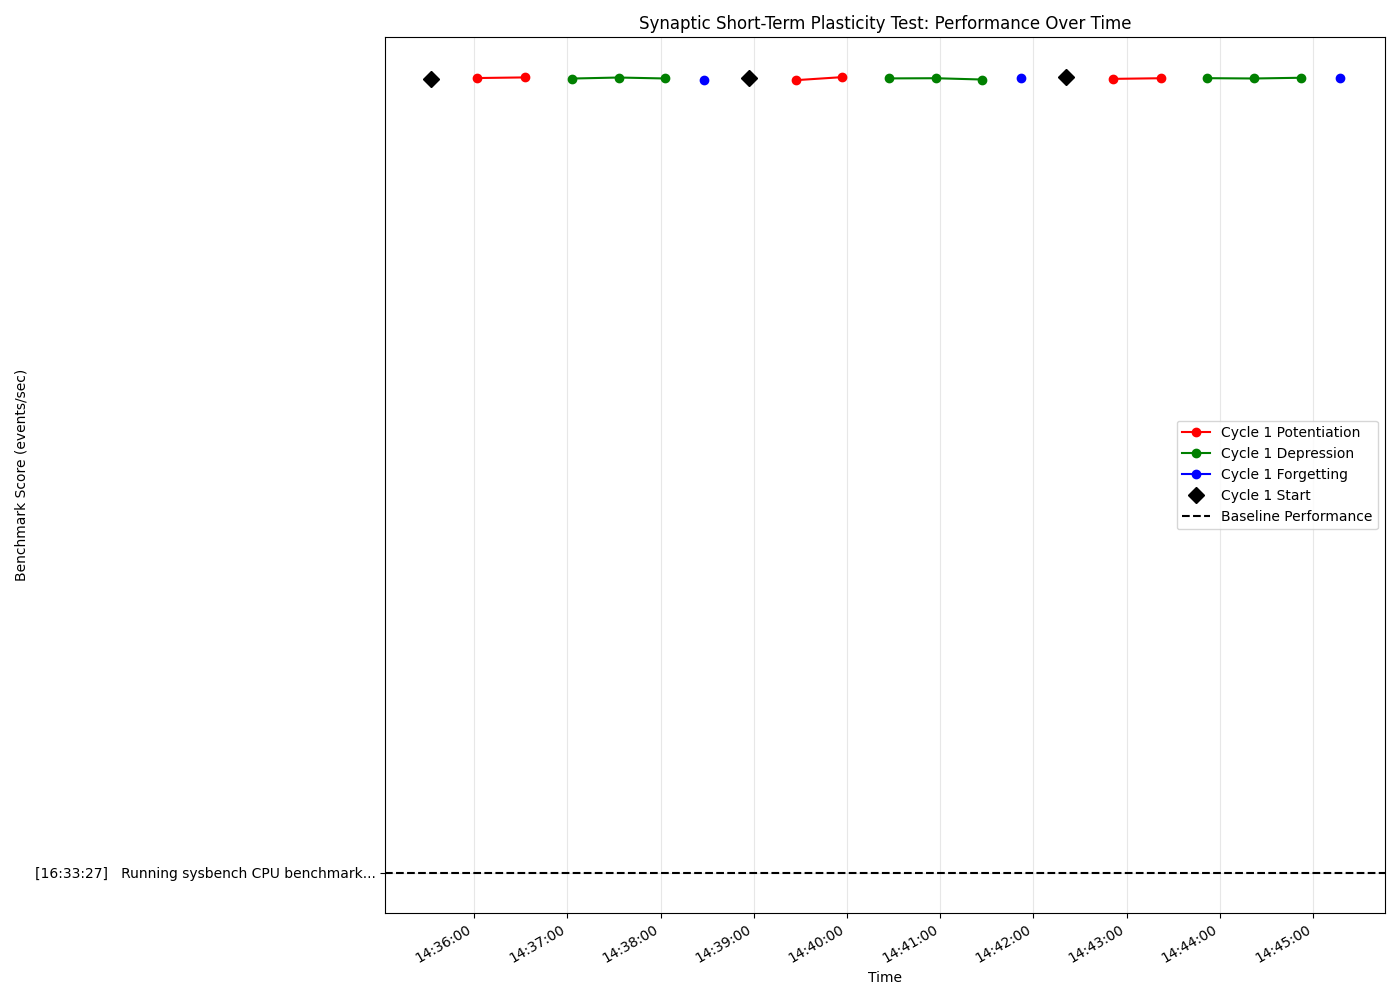 Synaptic Short-Term Plasticity Test: Performance Over Time
Benchmark Score (events/sec)
Cycle 1 Potentiation
Cycle 1 Depression
Cycle 1 Forgetting
Cycle 1 Start
Baseline Performance
[16:33:27]   Running sysbench CPU benchmark...
14:36:00
14:37:00
14:38:00
14:39:00
14:40:00
14:41:00
14:42:00
14:43:00
14:44:00
14:45:00
Time